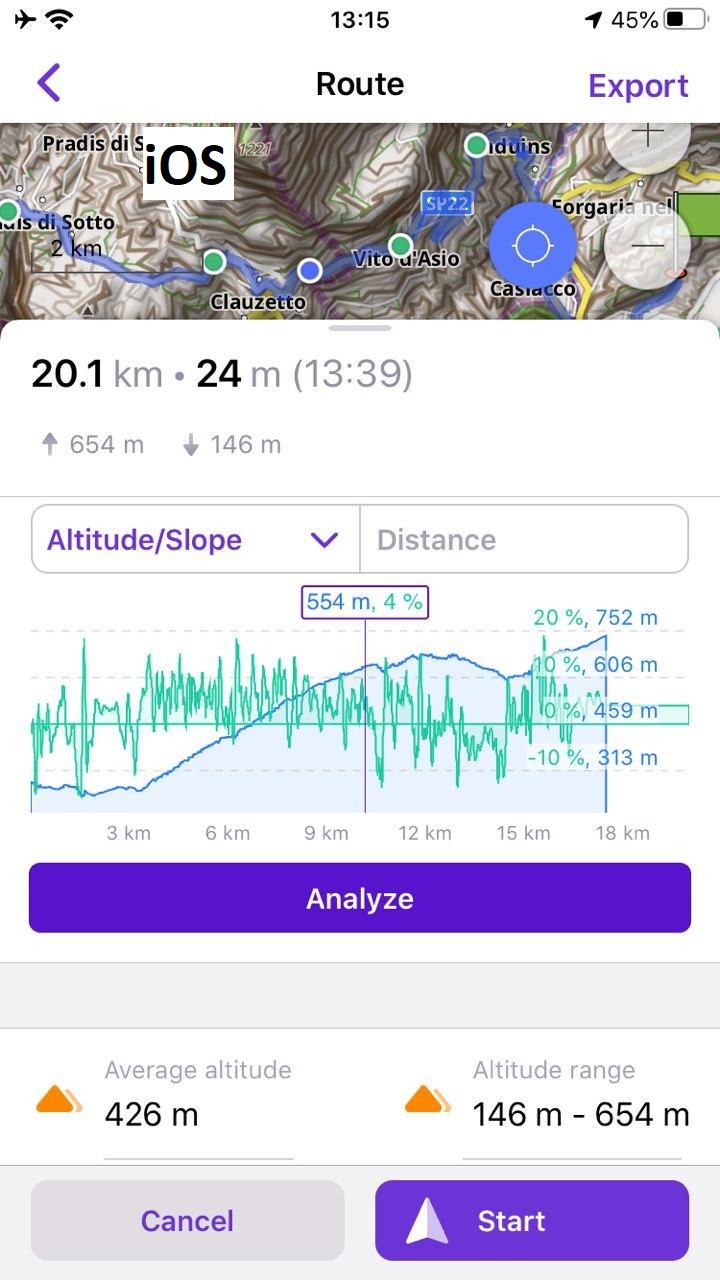 13:15
45%
Route
Export
Pradis di S
iOS
1221
nduins
SP22
Forgaria nel
is di Sotto
2 km
Vito d'Asio
Clauzetto
Casiacco
20.1 km • 24 m (13:39)
654 m
146 m
Altitude/Slope
Distance
554 m, 4 %
20 %, 752 m
10 %, 606 m
0 %, 459 m
-10 %, 313 m
3 km
6 km
9 km
12 km
15 km
18 km
Analyze
Average altitude
Altitude range
426 m
146 m - 654 m
Cancel
Start